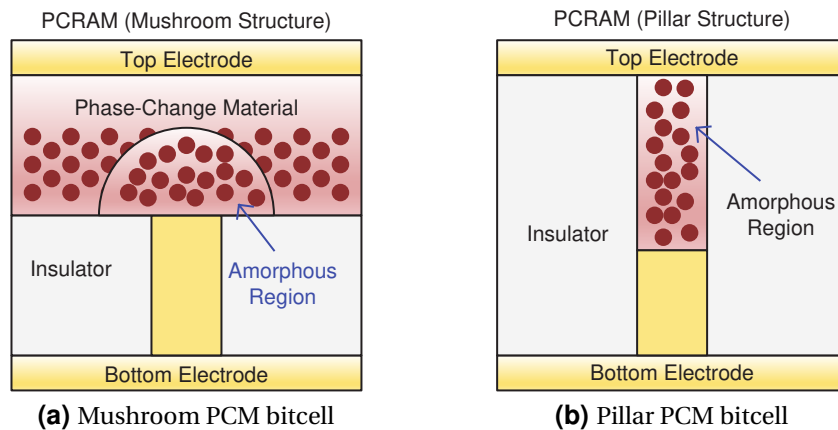 PCRAM (Mushroom Structure)
Top Electrode
Phase-Change Material
Insulator
Amorphous
Region
Bottom Electrode
(a) Mushroom PCM bitcell
PCRAM (Pillar Structure)
Top Electrode
Insulator
Amorphous
Region
Bottom Electrode
(b) Pillar PCM bitcell